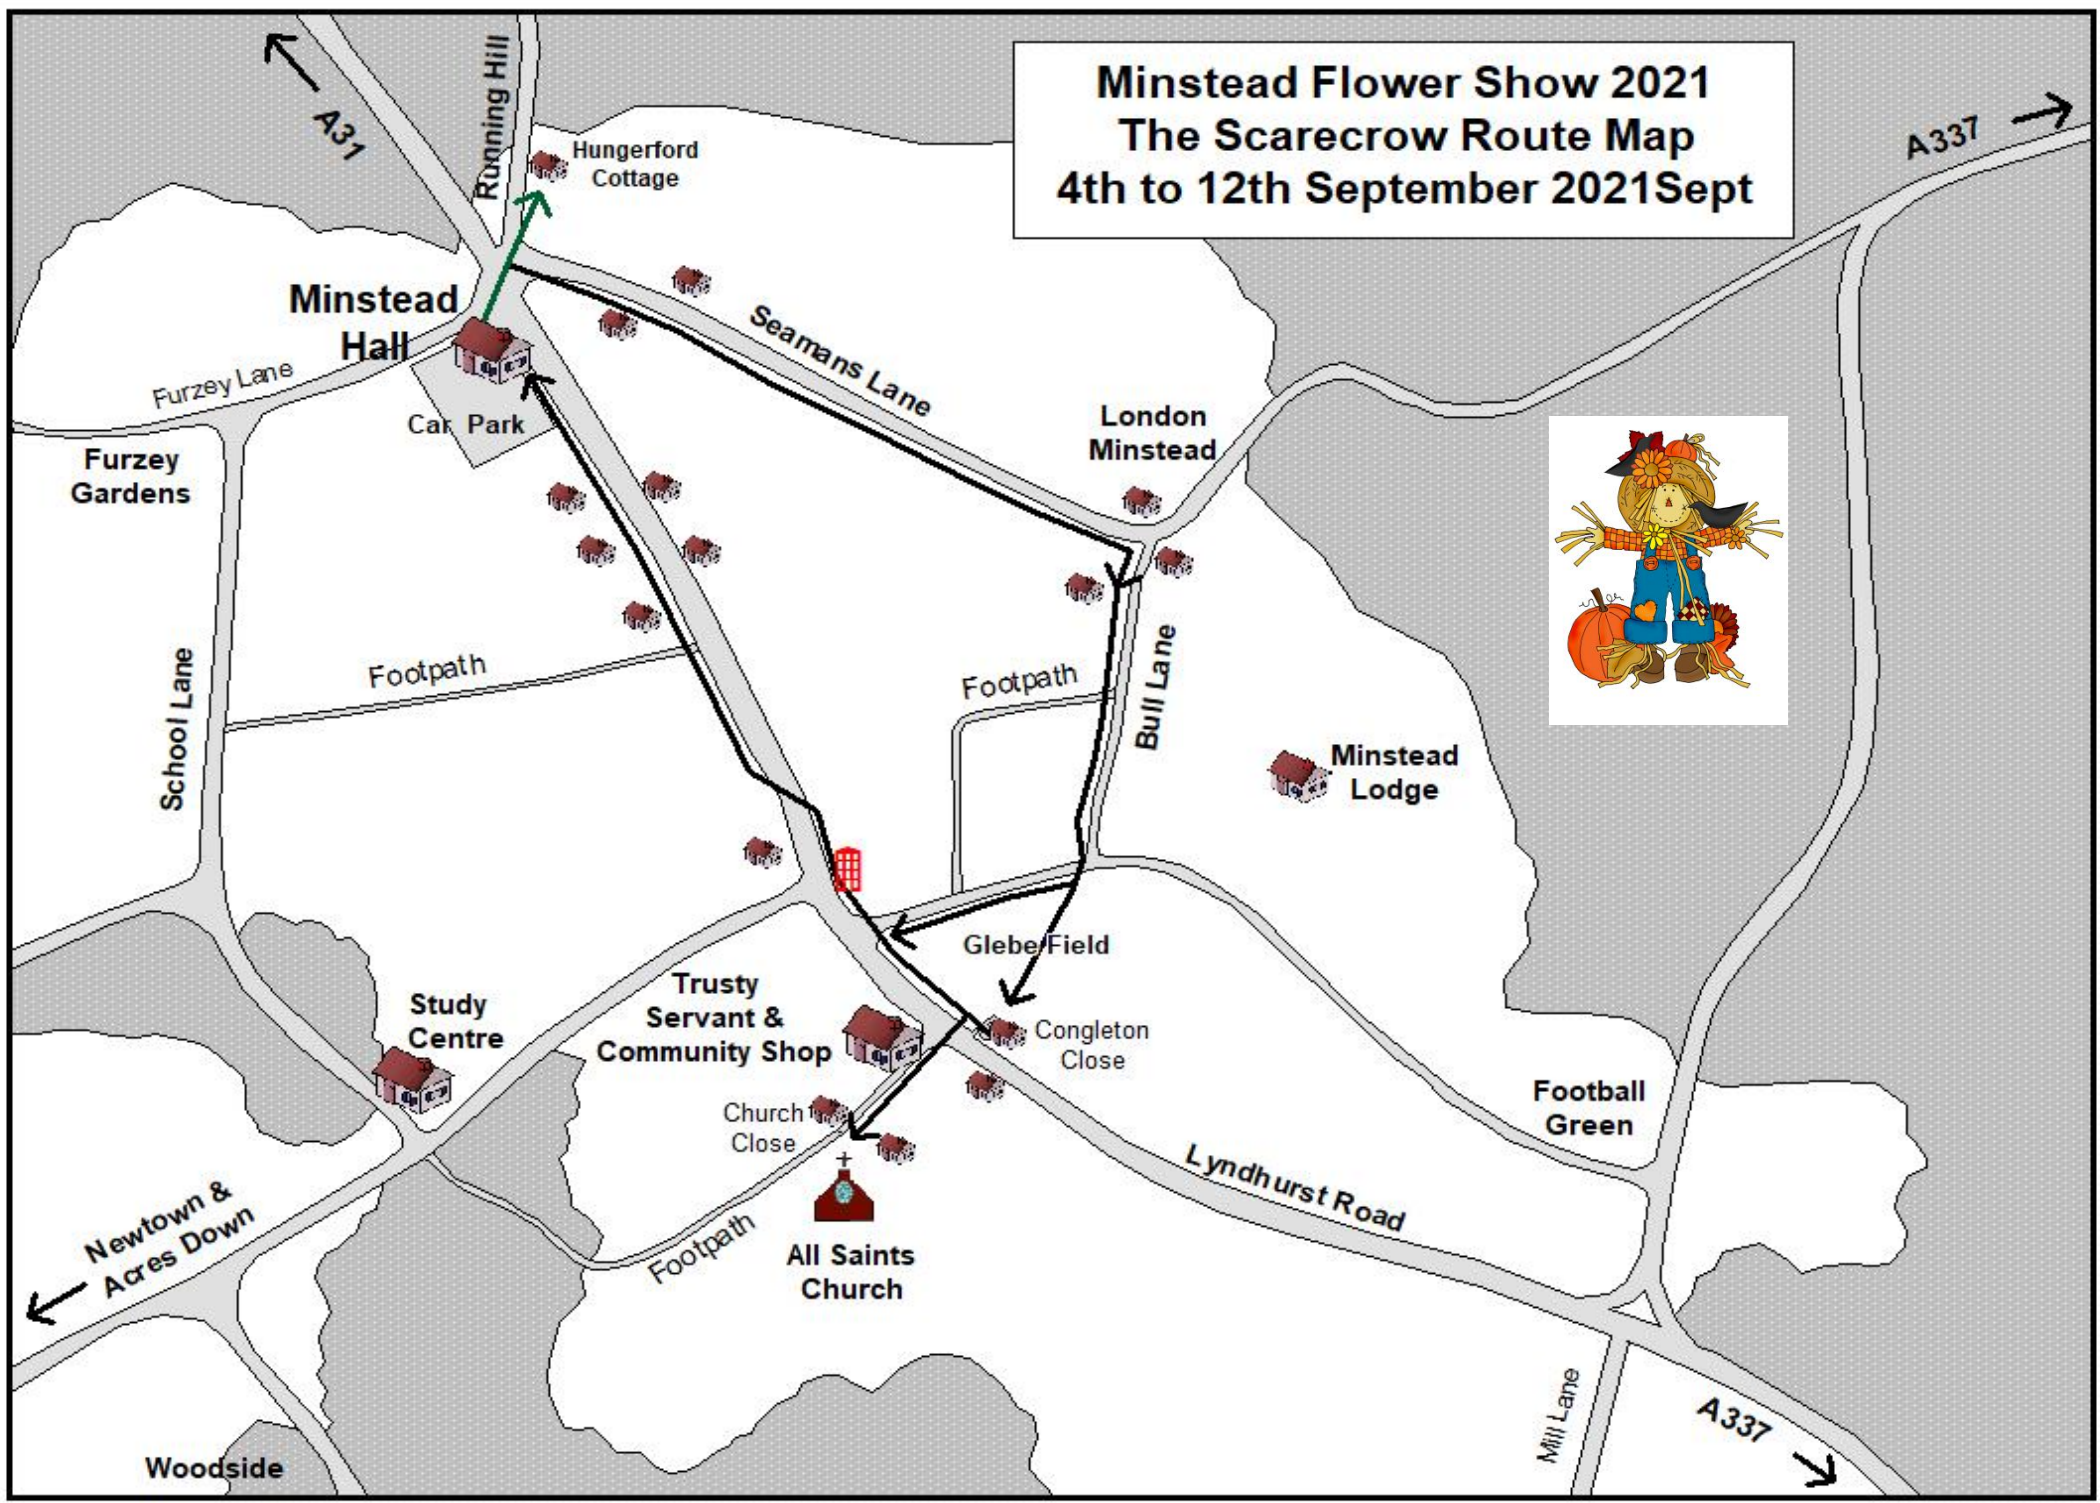 Minstead Flower Show 2021
The Scarecrow Route Map
4th to 12th September 2021Sept
A31
Running Hill
Hungerford
Cottage
A337
Minstead
Hall
Seamans Lane
Furzey Lane
Car Park
London
Minstead
Furzey
Gardens
School Lane
Footpath
Footpath
Bull Lane
Minstead
Lodge
Glebe Field
Study
Centre
Trusty
Servant &
Community Shop
Congleton
Close
Church
Close
Football
Green
Lyndhurst Road
Newtown &
Acres Down
Footpath
All Saints
Church
Mill Lane
A337
Woodside